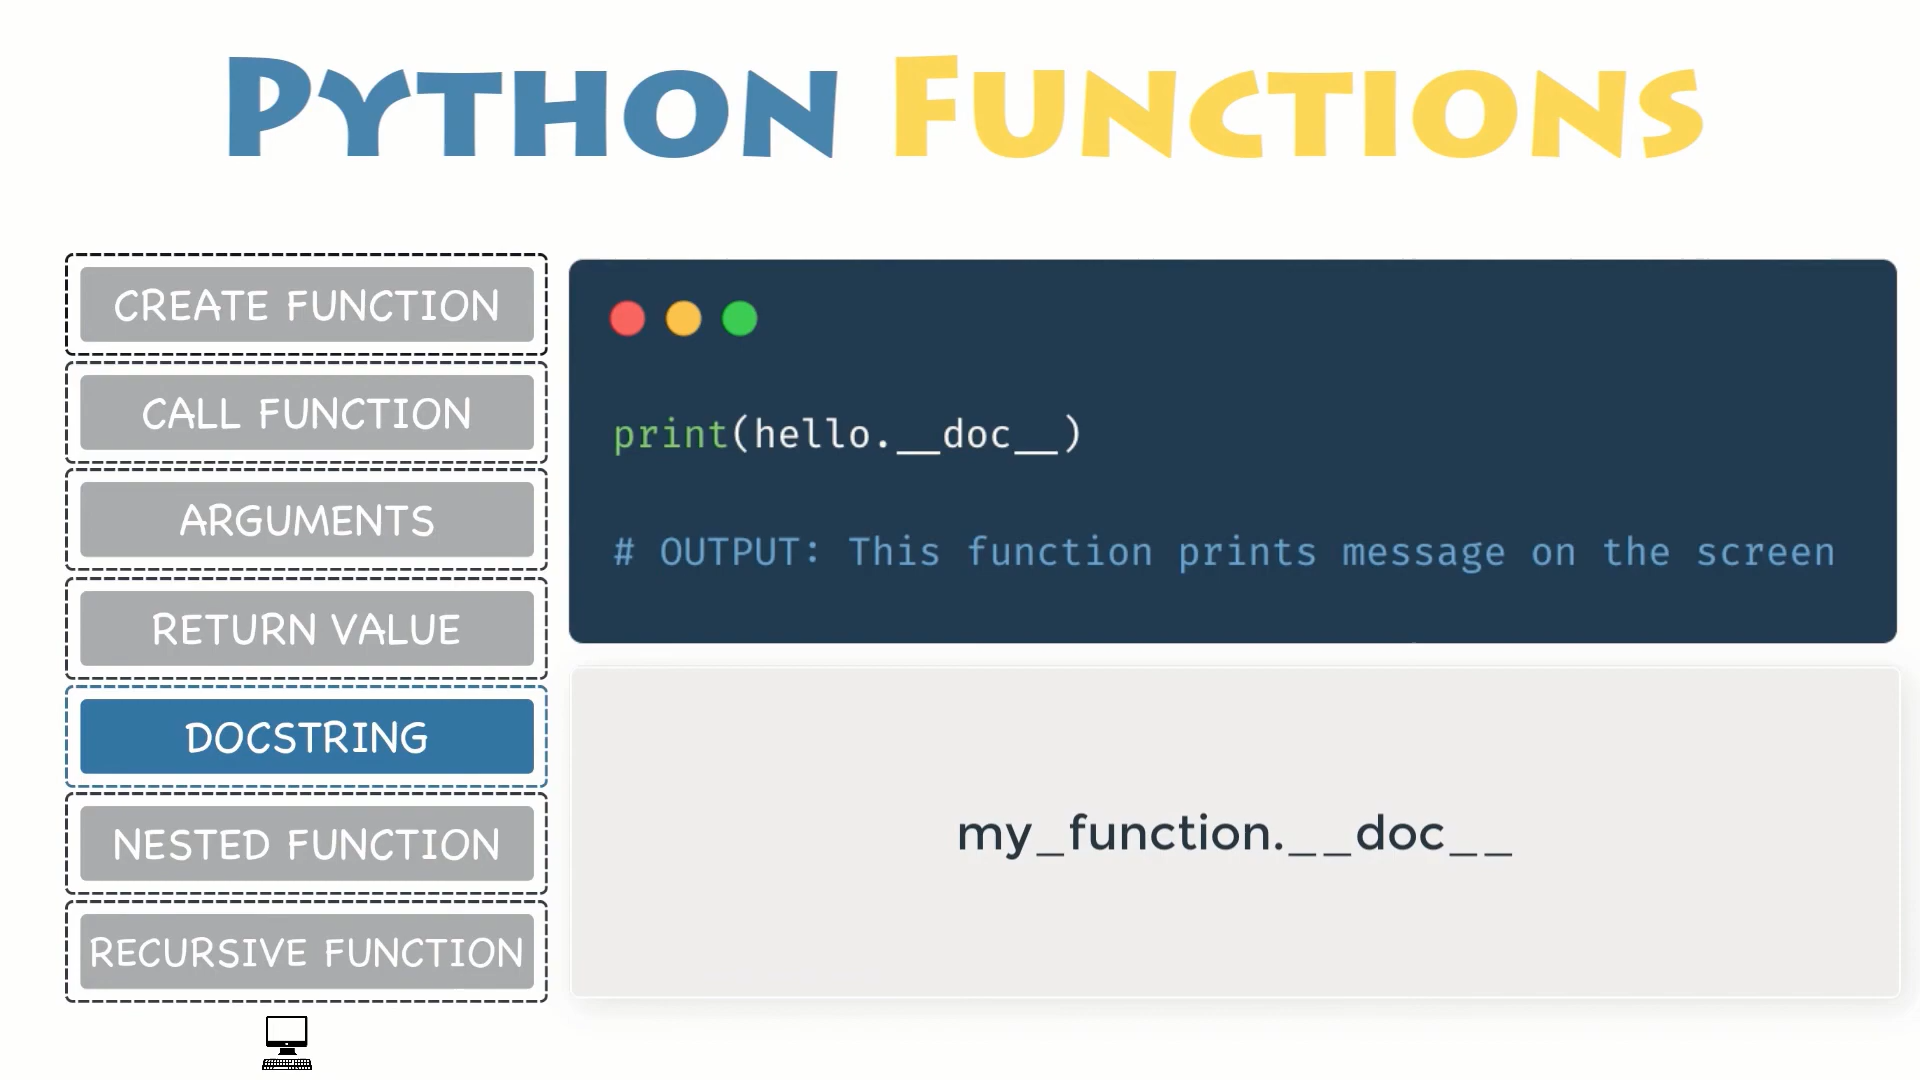 PYTHON FUNCTIONS
CREATE FUNCTION
CALL FUNCTION
ARGUMENTS
RETURN VALUE
DOCSTRING
NESTED FUNCTION
RECURSIVE FUNCTION
print(hello.__doc__)
# OUTPUT: This function prints message on the screen
my_function.__doc__